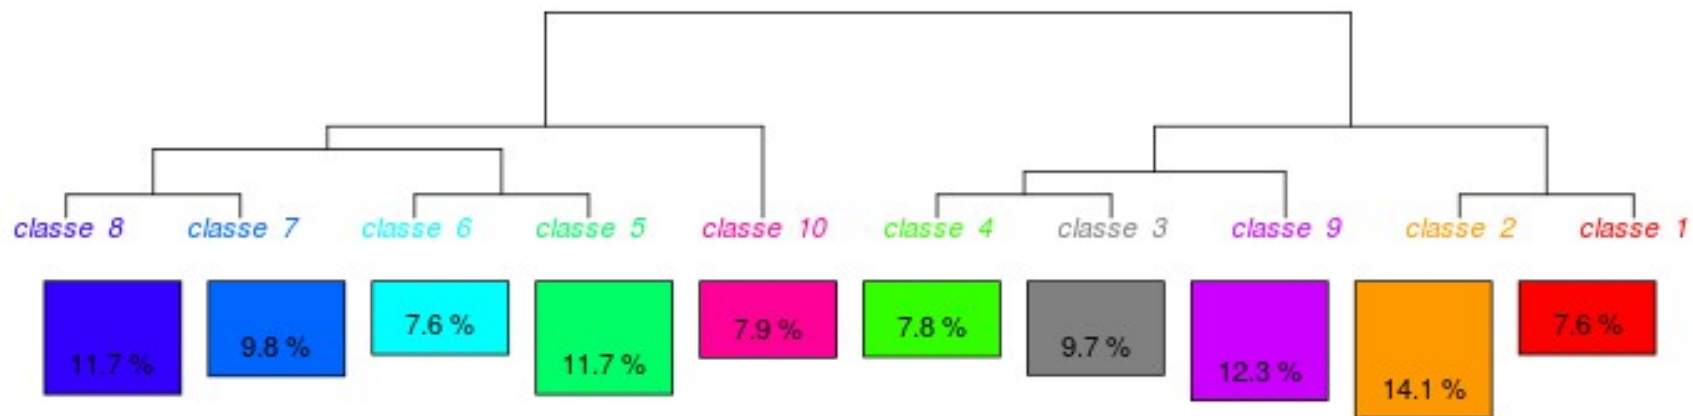 classe 8 classe 7 classe 6 classe 5 classe 10 classe 4 classe 3 classe 9 classe 2 classe 1
11.7 % 9.8 % 7.6 % 11.7 % 7.9 % 7.8 % 9.7 % 12.3 % 14.1 % 7.6 %